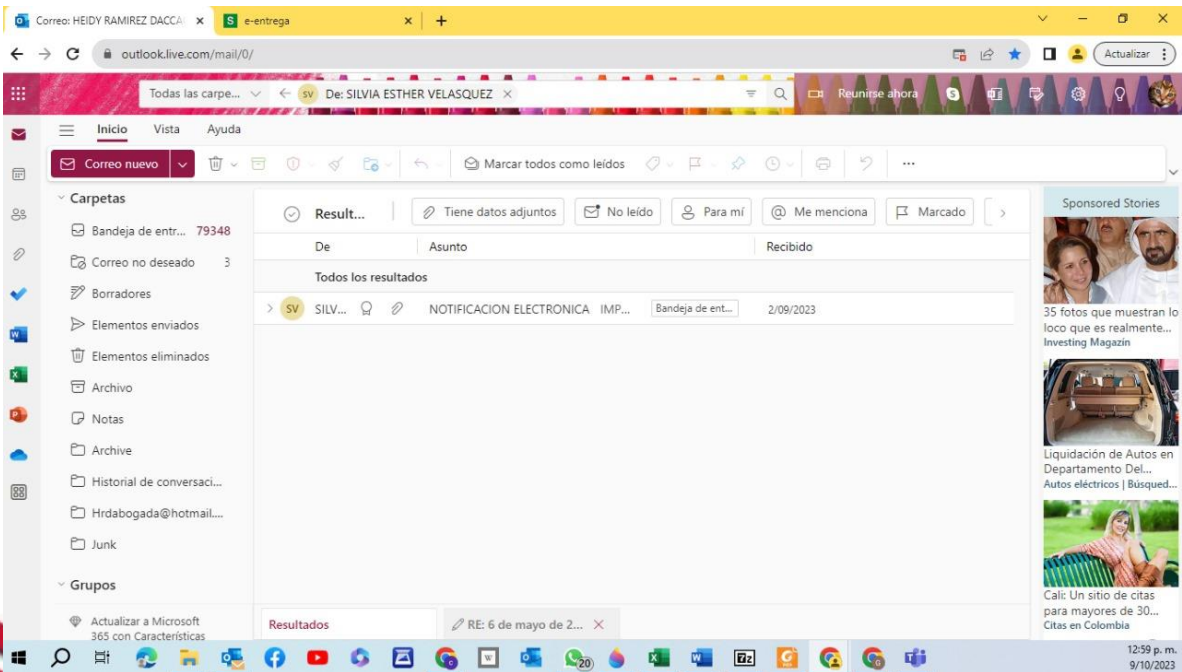 Correo: HEIDY RAMIREZ DACCA
e-entrega
outlook.live.com/mail/0/
Actualizar
Todas las carpe...
SV De: SILVIA ESTHER VELASQUEZ
Reunirse ahora
Inicio Vista Ayuda
Correo nuevo
Marcar todos como leídos
Carpetas
Bandeja de entr... 79348
Correo no deseado 3
Borradores
Elementos enviados
Elementos eliminados
Archivo
Notas
Archive
Historial de conversaci...
Hrdabogada@hotmail....
Junk
Grupos
Actualizar a Microsoft
365 con Características
Result...
Tiene datos adjuntos
No leído
Para mí
Me menciona
Marcado
De Asunto Recibido
Todos los resultados
SV SILV... NOTIFICACION ELECTRONICA IMP... Bandeja de ent... 2/09/2023
Resultados
RE: 6 de mayo de 2...
Sponsored Stories
35 fotos que muestran lo
loco que es realmente...
Investing Magazin
Liquidación de Autos en
Departamento Del...
Autos eléctricos | Búsqued...
Cali: Un sitio de citas
para mayores de 30...
Citas en Colombia
20
12:59 p. m.
9/10/2023